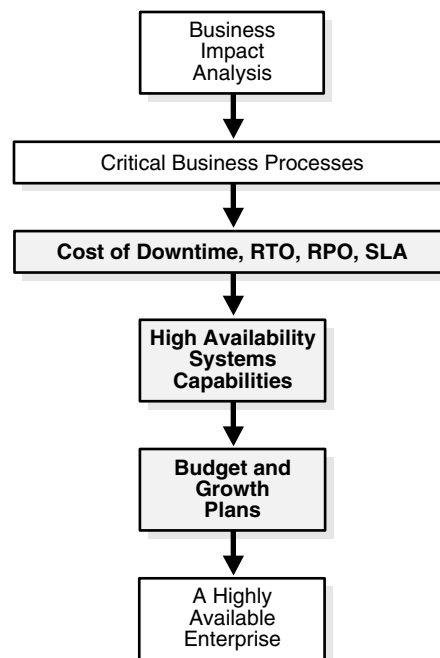 Business
Impact
Analysis
Critical Business Processes
Cost of Downtime, RTO, RPO, SLA
High Availability
Systems
Capabilities
Budget and
Growth
Plans
A Highly
Available
Enterprise